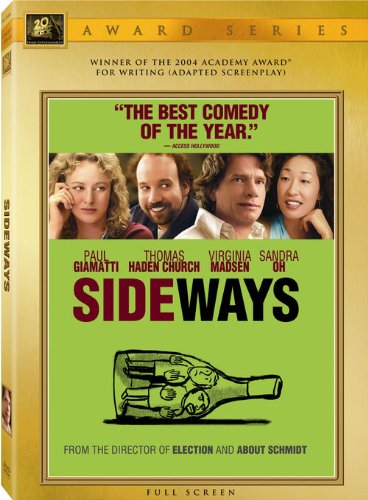 20
AWARD SERIES
WINNER OF THE 2004 ACADEMY AWARD®
FOR WRITING (ADAPTED SCREENPLAY)
"THE BEST COMEDY
OF THE YEAR."
— ACCESS HOLLYWOOD
PAUL GIAMATTI
THOMAS HADEN CHURCH
VIRGINIA MADSEN
SANDRA OH
SIDEWAYS
FROM THE DIRECTOR OF ELECTION AND ABOUT SCHMIDT
FULL SCREEN
SIDEWAYS